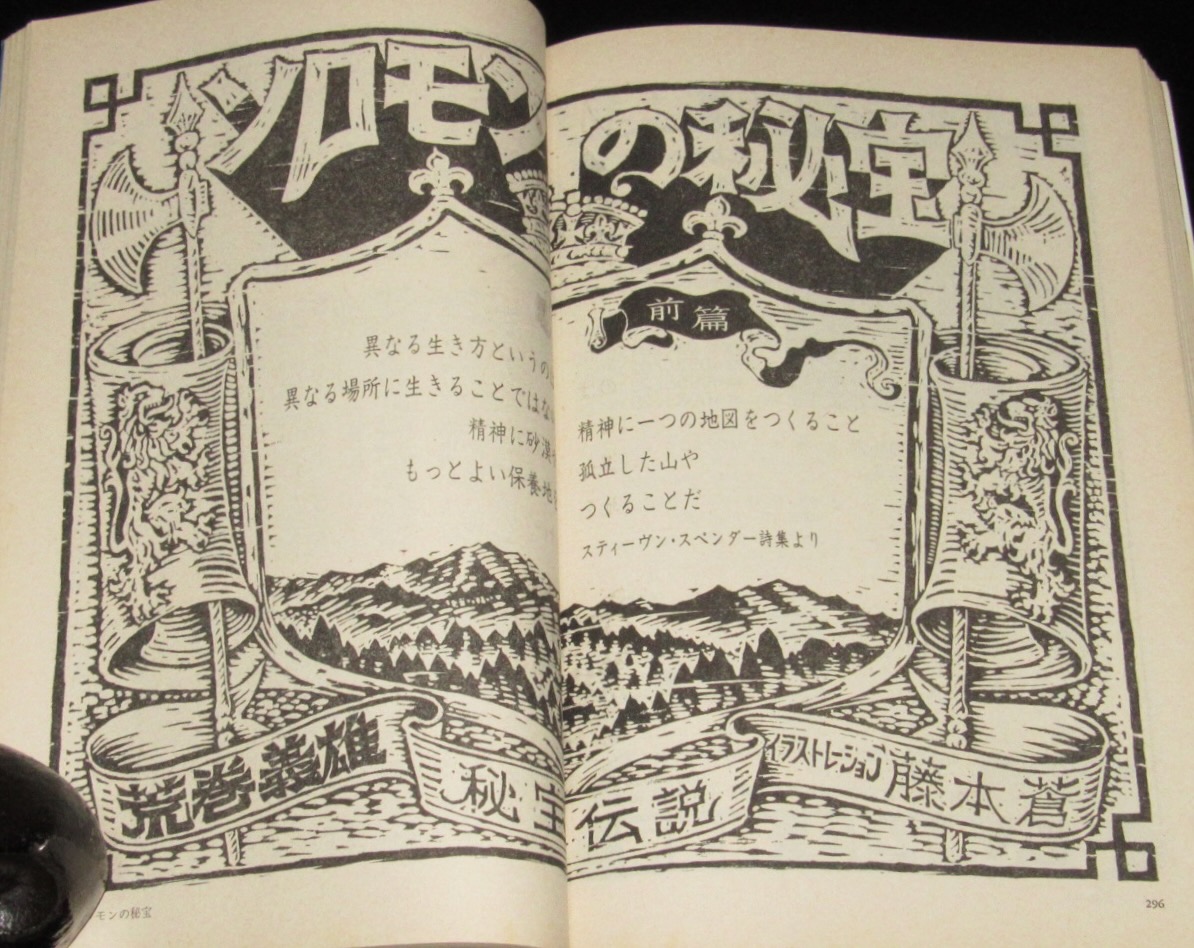 ソロモンの秘宝
前篇
異なる生き方というの
異なる場所に生きることではな 精神に一つの地図をつくること
精神に砂漠 孤立した山や
もっとよい保養地 つくることだ
スティーヴン・スペンダー詩集より
荒巻義雄 秘宝伝説 イラストレーション 藤本蒼
モンの秘宝
296